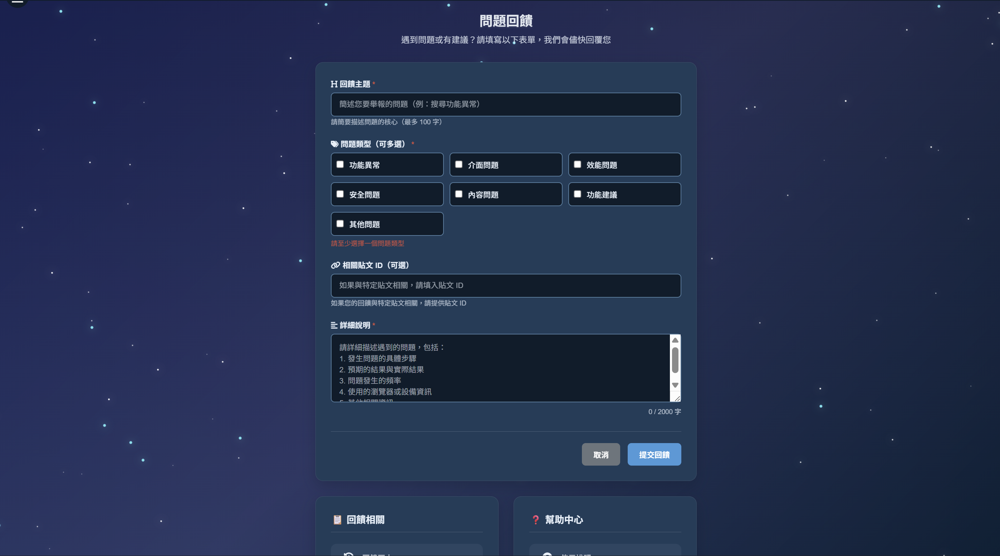 問題回饋
遇到問題或有建議？請填寫以下表單，我們會儘快回覆您
回饋主題 *
簡述您要舉報的問題（例：搜尋功能異常）
請簡要描述問題的核心（最多 100 字）
問題類型（可多選） *
功能異常
介面問題
效能問題
安全問題
內容問題
功能建議
其他問題
請至少選擇一個問題類型
相關貼文 ID（可選）
如果與特定貼文相關，請填入貼文 ID
如果您的回饋與特定貼文相關，請提供貼文 ID
詳細說明 *
請詳細描述遇到的問題，包括：
1. 發生問題的具體步驟
2. 預期的結果與實際結果
3. 問題發生的頻率
4. 使用的瀏覽器或設備資訊
5. 其他相關資訊
0 / 2000 字
取消
提交回饋
回饋相關
幫助中心